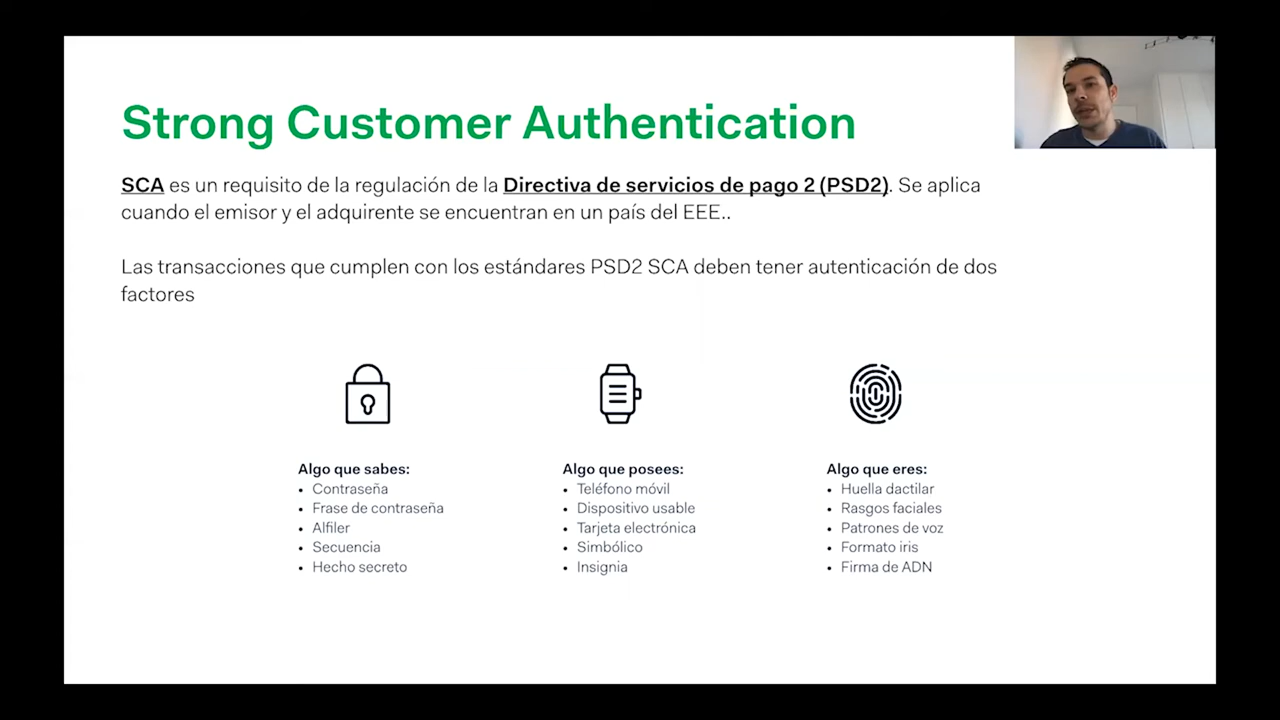 Strong Customer Authentication
SCA es un requisito de la regulación de la Directiva de servicios de pago 2 (PSD2). Se aplica
cuando el emisor y el adquirente se encuentran en un país del EEE..
Las transacciones que cumplen con los estándares PSD2 SCA deben tener autenticación de dos
factores
Algo que sabes:
• Contraseña
• Frase de contraseña
• Alfiler
• Secuencia
• Hecho secreto
Algo que posees:
• Teléfono móvil
• Dispositivo usable
• Tarjeta electrónica
• Simbólico
• Insignia
Algo que eres:
• Huella dactilar
• Rasgos faciales
• Patrones de voz
• Formato iris
• Firma de ADN